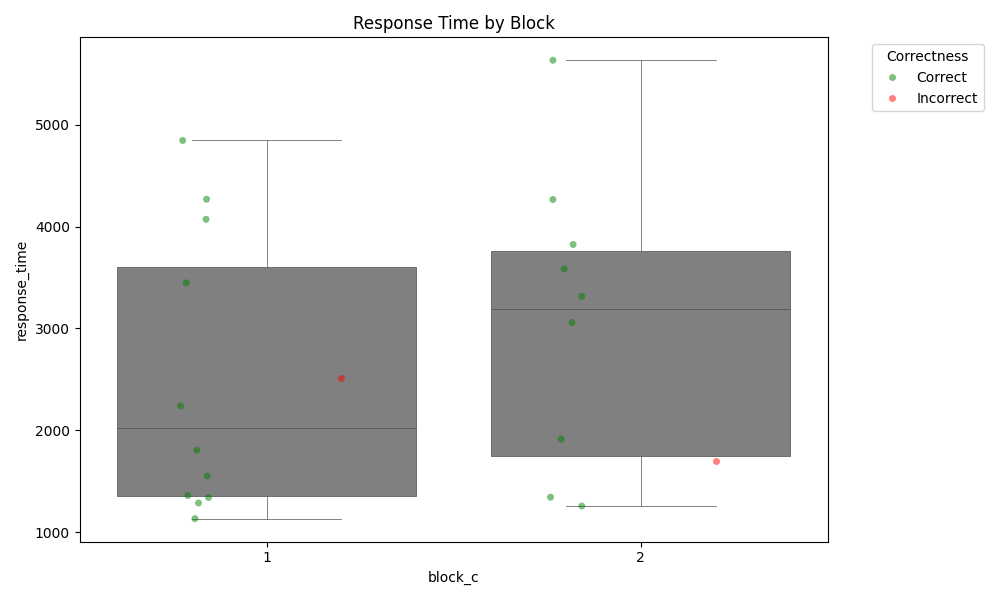 Response Time by Block
Correctness
Correct
Incorrect
5000
4000
3000
2000
1000
response_time
1
2
block_c